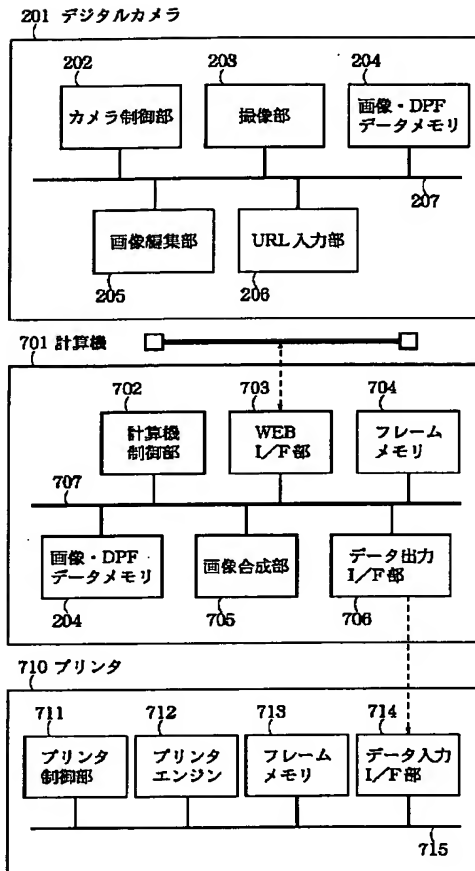 201 デジタルカメラ
202
203
204
カメラ制御部
撮像部
画像・DPF
データメモリ
207
画像編集部
URL入力部
205
206
701 計算機
702
703
704
計算機
制御部
WEB
I/F部
フレーム
メモリ
707
画像・DPF
データメモリ
画像合成部
データ出力
I/F部
204
705
706
710 プリンタ
711
712
713
714
プリンタ
制御部
プリンタ
エンジン
フレーム
メモリ
データ入力
I/F部
715